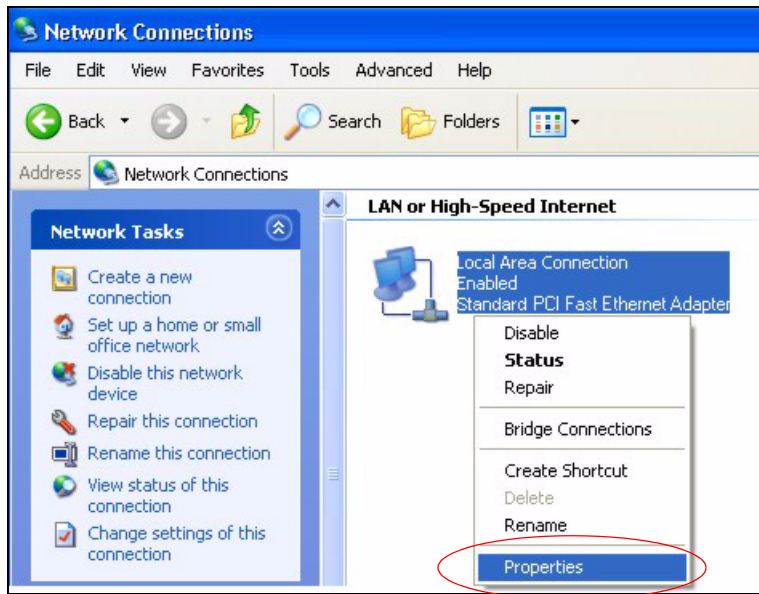 Network Connections
File Edit View Favorites Tools Advanced Help
Back Search Folders
Address Network Connections
Network Tasks
Create a new
connection
Set up a home or small
office network
Disable this network
device
Repair this connection
Rename this connection
View status of this
connection
Change settings of this
connection
LAN or High-Speed Internet
Local Area Connection
Enabled
Standard PCI Fast Ethernet Adapter
Disable
Status
Repair
Bridge Connections
Create Shortcut
Delete
Rename
Properties